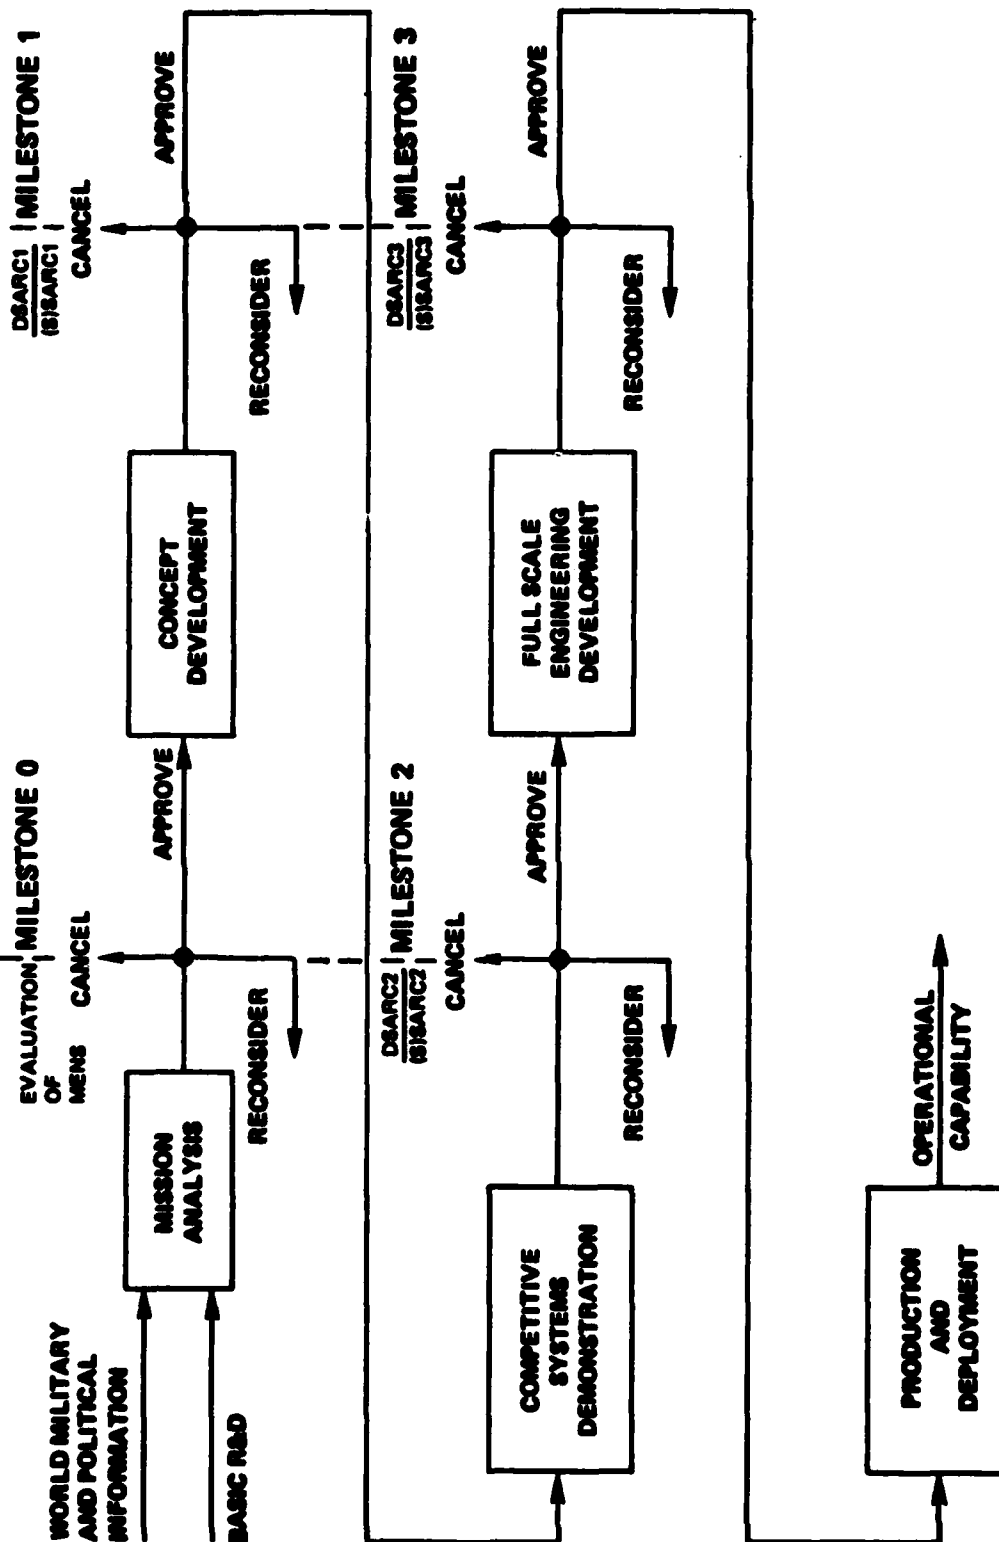 EVALUATION
OF
MENS
MILESTONE 0
CANCEL
DSARC1
(S)SARC1
MILESTONE 1
CANCEL
WORLD MILITARY
AND POLITICAL
INFORMATION
BASIC R&D
MISSION
ANALYSIS
RECONSIDER
APPROVE
CONCEPT
DEVELOPMENT
RECONSIDER
APPROVE
DSARC2
(S)SARC2
MILESTONE 2
CANCEL
DSARC3
(S)SARC3
MILESTONE 3
CANCEL
COMPETITIVE
SYSTEMS
DEMONSTRATION
RECONSIDER
APPROVE
FULL SCALE
ENGINEERING
DEVELOPMENT
RECONSIDER
APPROVE
PRODUCTION
AND
DEPLOYMENT
OPERATIONAL
CAPABILITY